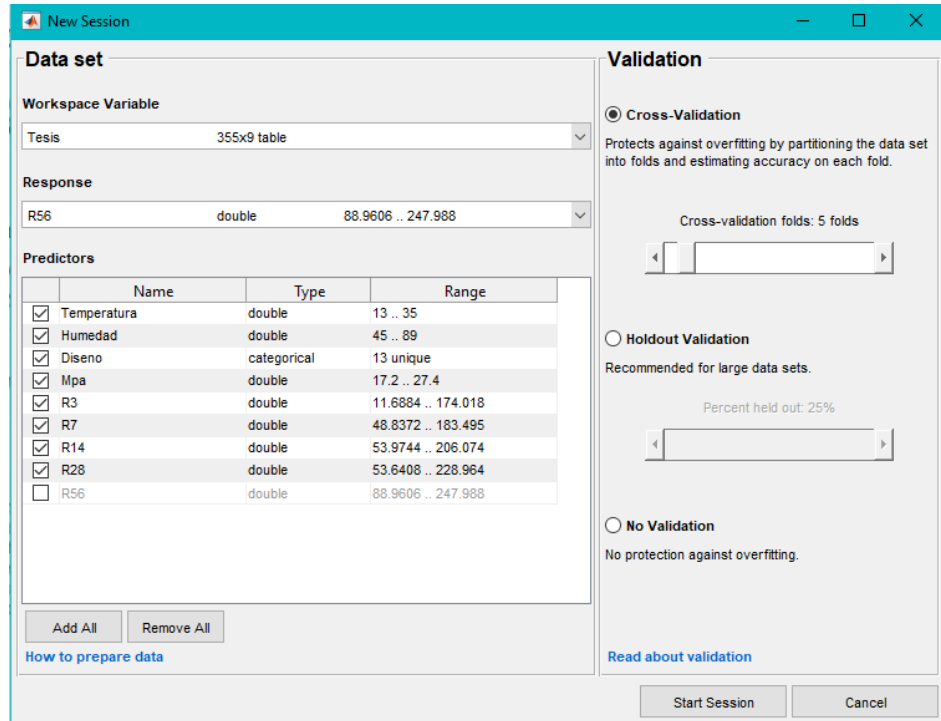 New Session
Data set
Workspace Variable
Tesis 355x9 table
Response
R56 double 88.9606 .. 247.988
Predictors
Name Type Range
Temperatura double 13 .. 35
Humedad double 45 .. 89
Diseno categorical 13 unique
Mpa double 17.2 .. 27.4
R3 double 11.6884 .. 174.018
R7 double 48.8372 .. 183.495
R14 double 53.9744 .. 206.074
R28 double 53.6408 .. 228.964
R56 double 88.9606 .. 247.988
Add All Remove All
How to prepare data
Validation
Cross-Validation
Protects against overfitting by partitioning the data set
into folds and estimating accuracy on each fold.
Cross-validation folds: 5 folds
Holdout Validation
Recommended for large data sets.
Percent held out: 25%
No Validation
No protection against overfitting.
Read about validation
Start Session Cancel